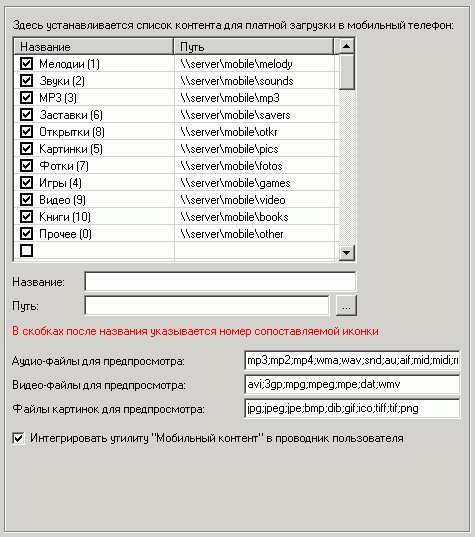 Здесь устанавливается список контента для платной загрузки в мобильный телефон:
Название Путь
Мелодии (1) \\server\mobile\melody
Звуки (2) \\server\mobile\sounds
MP3 (3) \\server\mobile\mp3
Заставки (6) \\server\mobile\savers
Открытки (8) \\server\mobile\otkr
Картинки (5) \\server\mobile\pics
Фотки (7) \\server\mobile\fotos
Игры (4) \\server\mobile\games
Видео (9) \\server\mobile\video
Книги (10) \\server\mobile\books
Прочее (0) \\server\mobile\other
Название:
Путь: ...
В скобках после названия указывается номер сопоставляемой иконки
Аудио-файлы для предпросмотра: mp3;mp2;mp4;wma;wav;snd;au;aif;mid;midi;
Видео-файлы для предпросмотра: avi;3gp;mpg;mpeg;mpe;dat;wmv
Файлы картинок для предпросмотра: jpg;jpeg;jpe;bmp;dib;gif;ico;tiff;tif;png
Интегрировать утилиту "Мобильный контент" в проводник пользователя